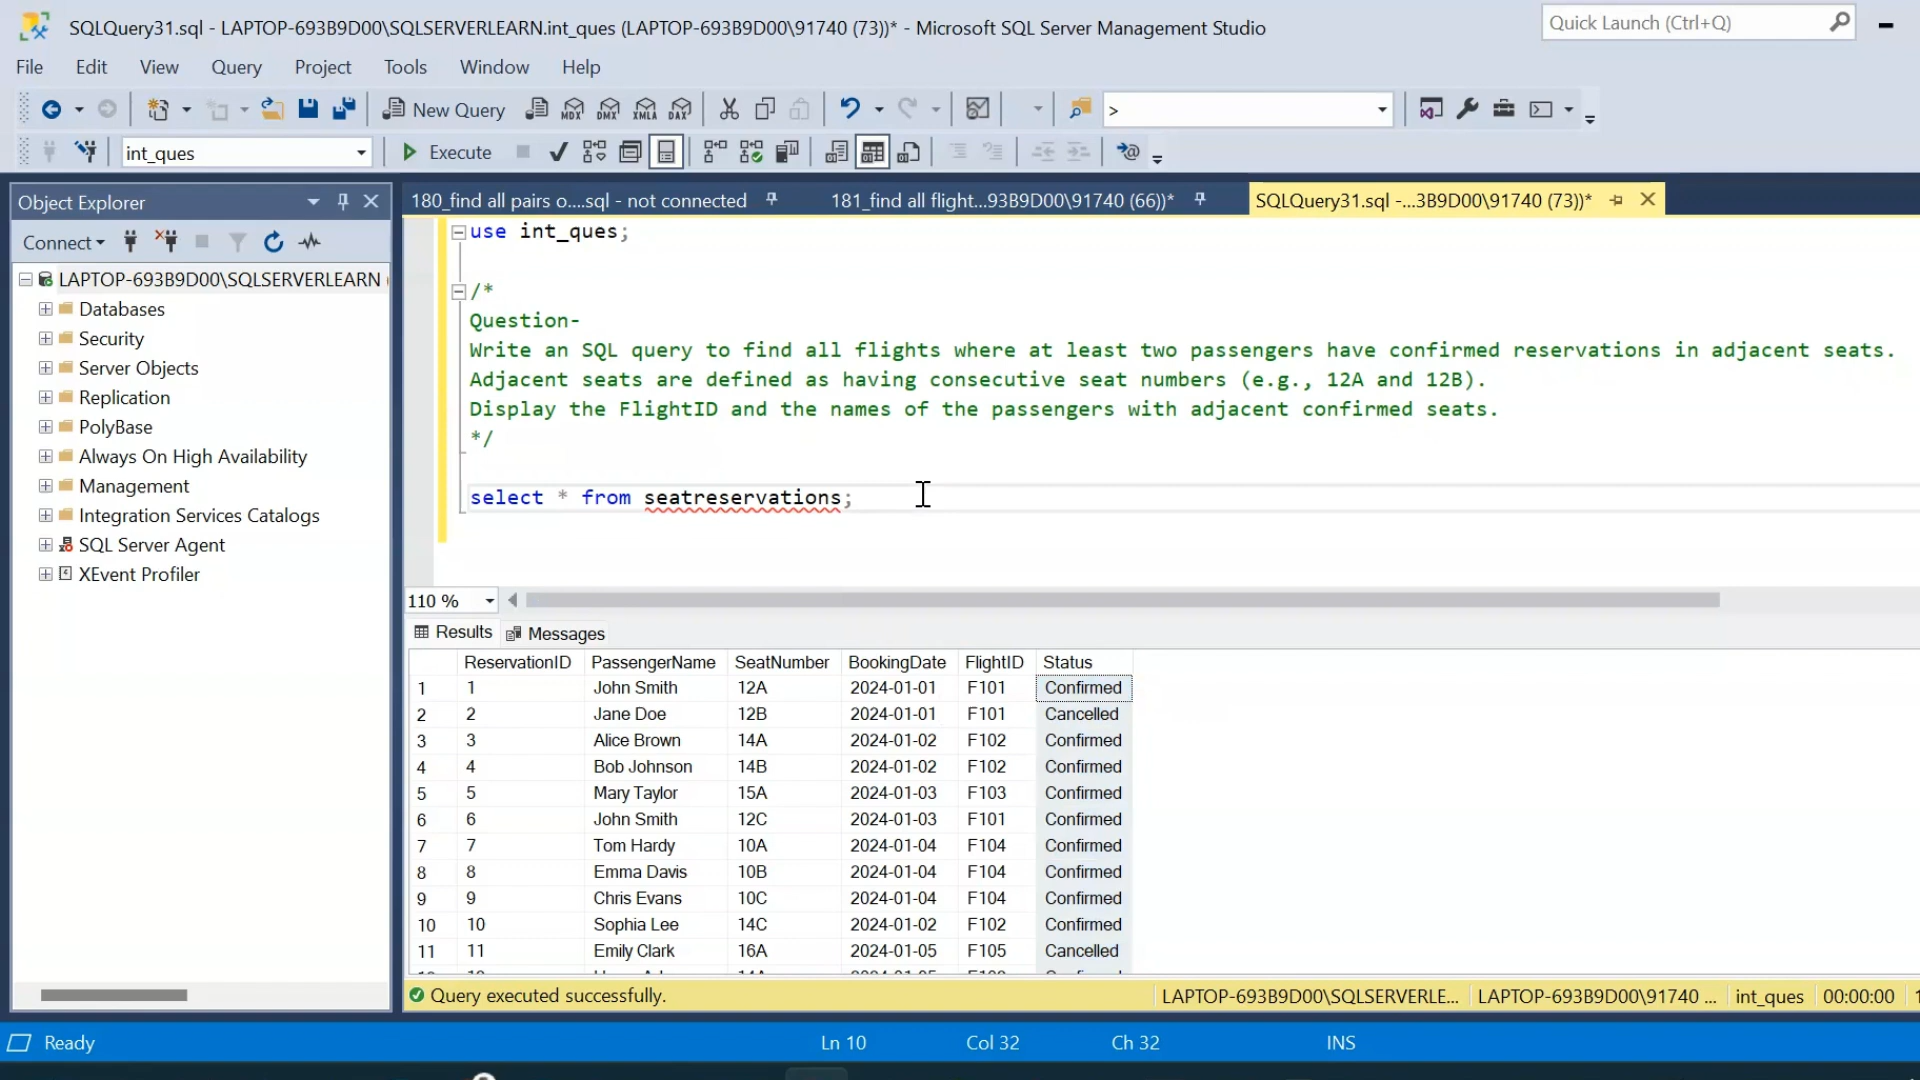 SQLQuery31.sql - LAPTOP-693B9D00\SQLSERVERLEARN.int_ques (LAPTOP-693B9D00\91740 (73))* - Microsoft SQL Server Management Studio
Quick Launch (Ctrl+Q)
File Edit View Query Project Tools Window Help
New Query MDX DMX XMLA DAX >
int_ques Execute
Object Explorer
180_find all pairs o....sql - not connected 181_find all flight...93B9D00\91740 (66))* SQLQuery31.sql -...3B9D00\91740 (73))*
Connect
LAPTOP-693B9D00\SQLSERVERLEARN (
Databases
Security
Server Objects
Replication
PolyBase
Always On High Availability
Management
Integration Services Catalogs
SQL Server Agent
XEvent Profiler
use int_ques;
/*
Question-
Write an SQL query to find all flights where at least two passengers have confirmed reservations in adjacent seats.
Adjacent seats are defined as having consecutive seat numbers (e.g., 12A and 12B).
Display the FlightID and the names of the passengers with adjacent confirmed seats.
*/
select * from seatreservations;
110 %
Results Messages
ReservationID PassengerName SeatNumber BookingDate FlightID Status
1 1 John Smith 12A 2024-01-01 F101 Confirmed
2 2 Jane Doe 12B 2024-01-01 F101 Cancelled
3 3 Alice Brown 14A 2024-01-02 F102 Confirmed
4 4 Bob Johnson 14B 2024-01-02 F102 Confirmed
5 5 Mary Taylor 15A 2024-01-03 F103 Confirmed
6 6 John Smith 12C 2024-01-03 F101 Confirmed
7 7 Tom Hardy 10A 2024-01-04 F104 Confirmed
8 8 Emma Davis 10B 2024-01-04 F104 Confirmed
9 9 Chris Evans 10C 2024-01-04 F104 Confirmed
10 10 Sophia Lee 14C 2024-01-02 F102 Confirmed
11 11 Emily Clark 16A 2024-01-05 F105 Cancelled
Query executed successfully. LAPTOP-693B9D00\SQLSERVERLE... LAPTOP-693B9D00\91740 ... int_ques 00:00:00
Ready Ln 10 Col 32 Ch 32 INS